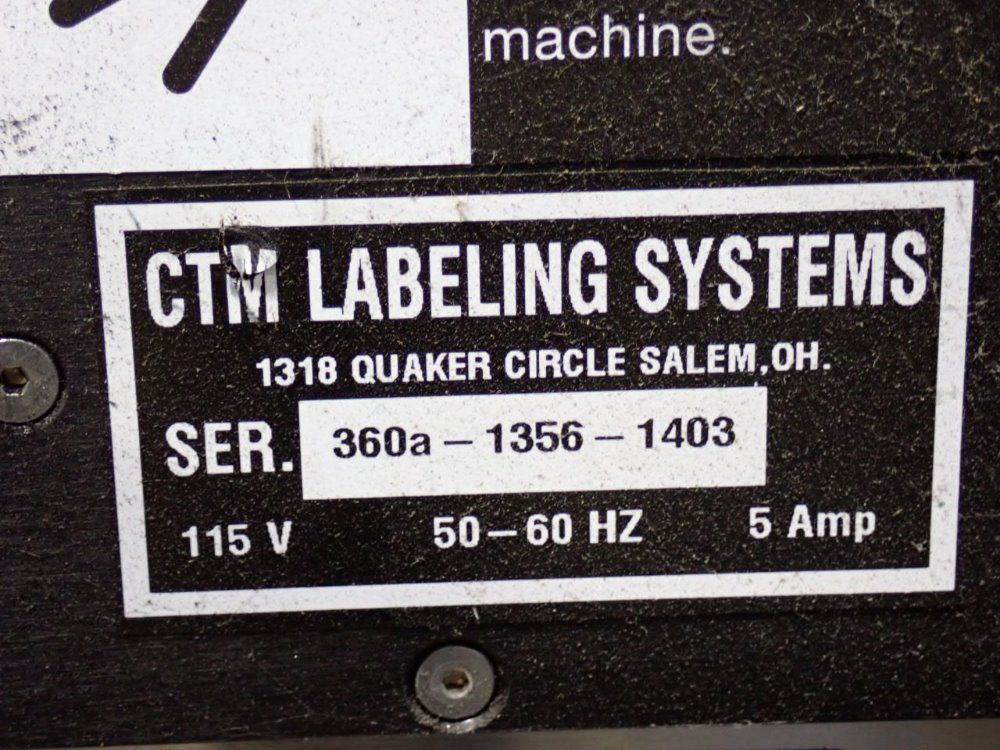 machine.
CTM LABELING SYSTEMS
1318 QUAKER CIRCLE SALEM,OH.
SER. 360a – 1356 – 1403
115 V 50–60 HZ 5 Amp